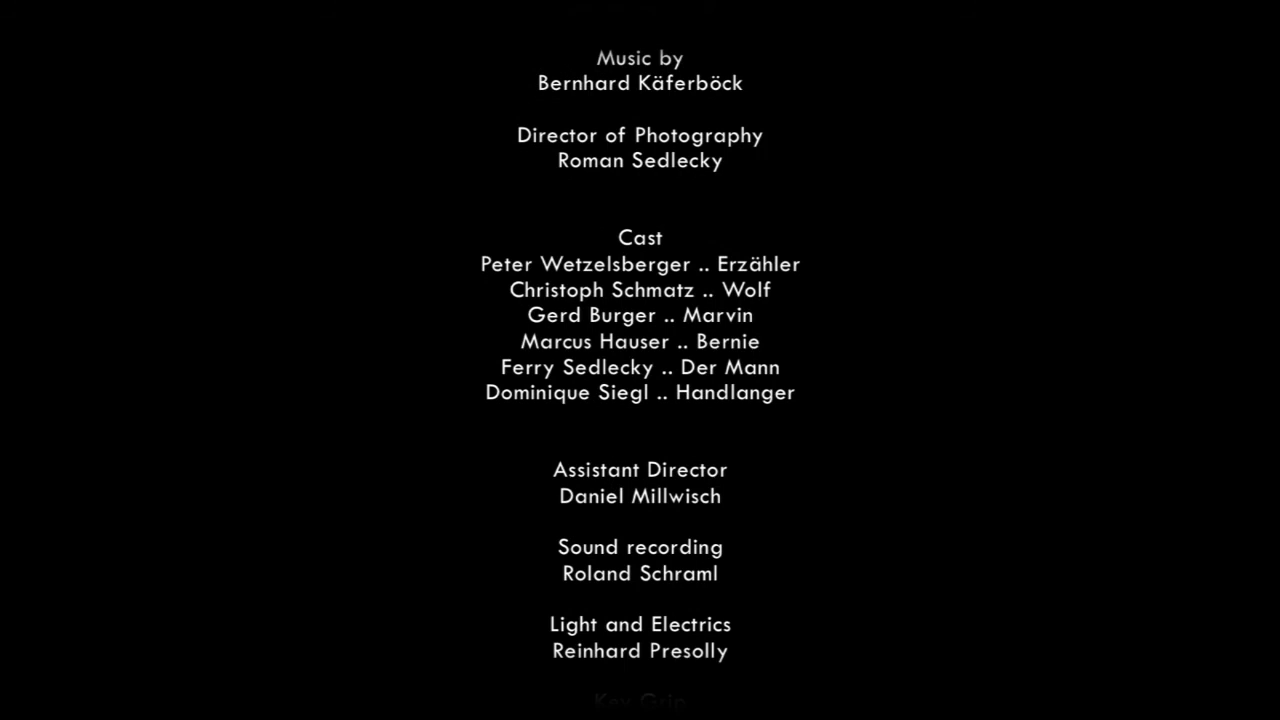 Music by
Bernhard Käferböck
Director of Photography
Roman Sedlecky
Cast
Peter Wetzelsberger .. Erzähler
Christoph Schmatz .. Wolf
Gerd Burger .. Marvin
Marcus Hauser .. Bernie
Ferry Sedlecky .. Der Mann
Dominique Siegl .. Handlanger
Assistant Director
Daniel Millwisch
Sound recording
Roland Schraml
Light and Electrics
Reinhard Presolly
Key Grip